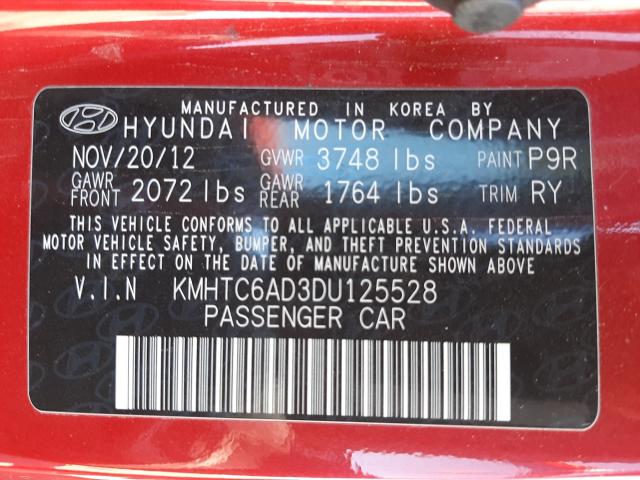 MANUFACTURED IN KOREA BY
HYUNDAI MOTOR COMPANY
NOV/20/12 GVWR 3748 lbs PAINT P9R
GAWR FRONT 2072 lbs GAWR REAR 1764 lbs TRIM RY
THIS VEHICLE CONFORMS TO ALL APPLICABLE U.S.A. FEDERAL
MOTOR VEHICLE SAFETY, BUMPER, AND THEFT PREVENTION STANDARDS
IN EFFECT ON THE DATE OF MANUFACTURE SHOWN ABOVE
V.I.N KMHTC6AD3DU125528
PASSENGER CAR